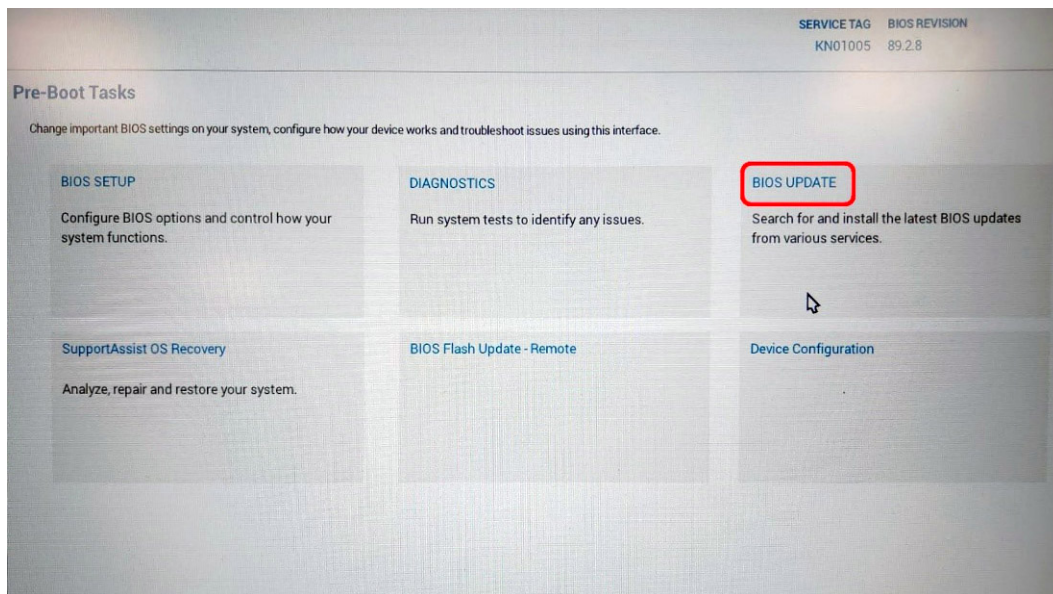 SERVICE TAG BIOS REVISION
KN01005 89.2.8
Pre-Boot Tasks
Change important BIOS settings on your system, configure how your device works and troubleshoot issues using this interface.
BIOS SETUP
Configure BIOS options and control how your
system functions.
DIAGNOSTICS
Run system tests to identify any issues.
BIOS UPDATE
Search for and install the latest BIOS updates
from various services.
SupportAssist OS Recovery
Analyze, repair and restore your system.
BIOS Flash Update - Remote
Device Configuration